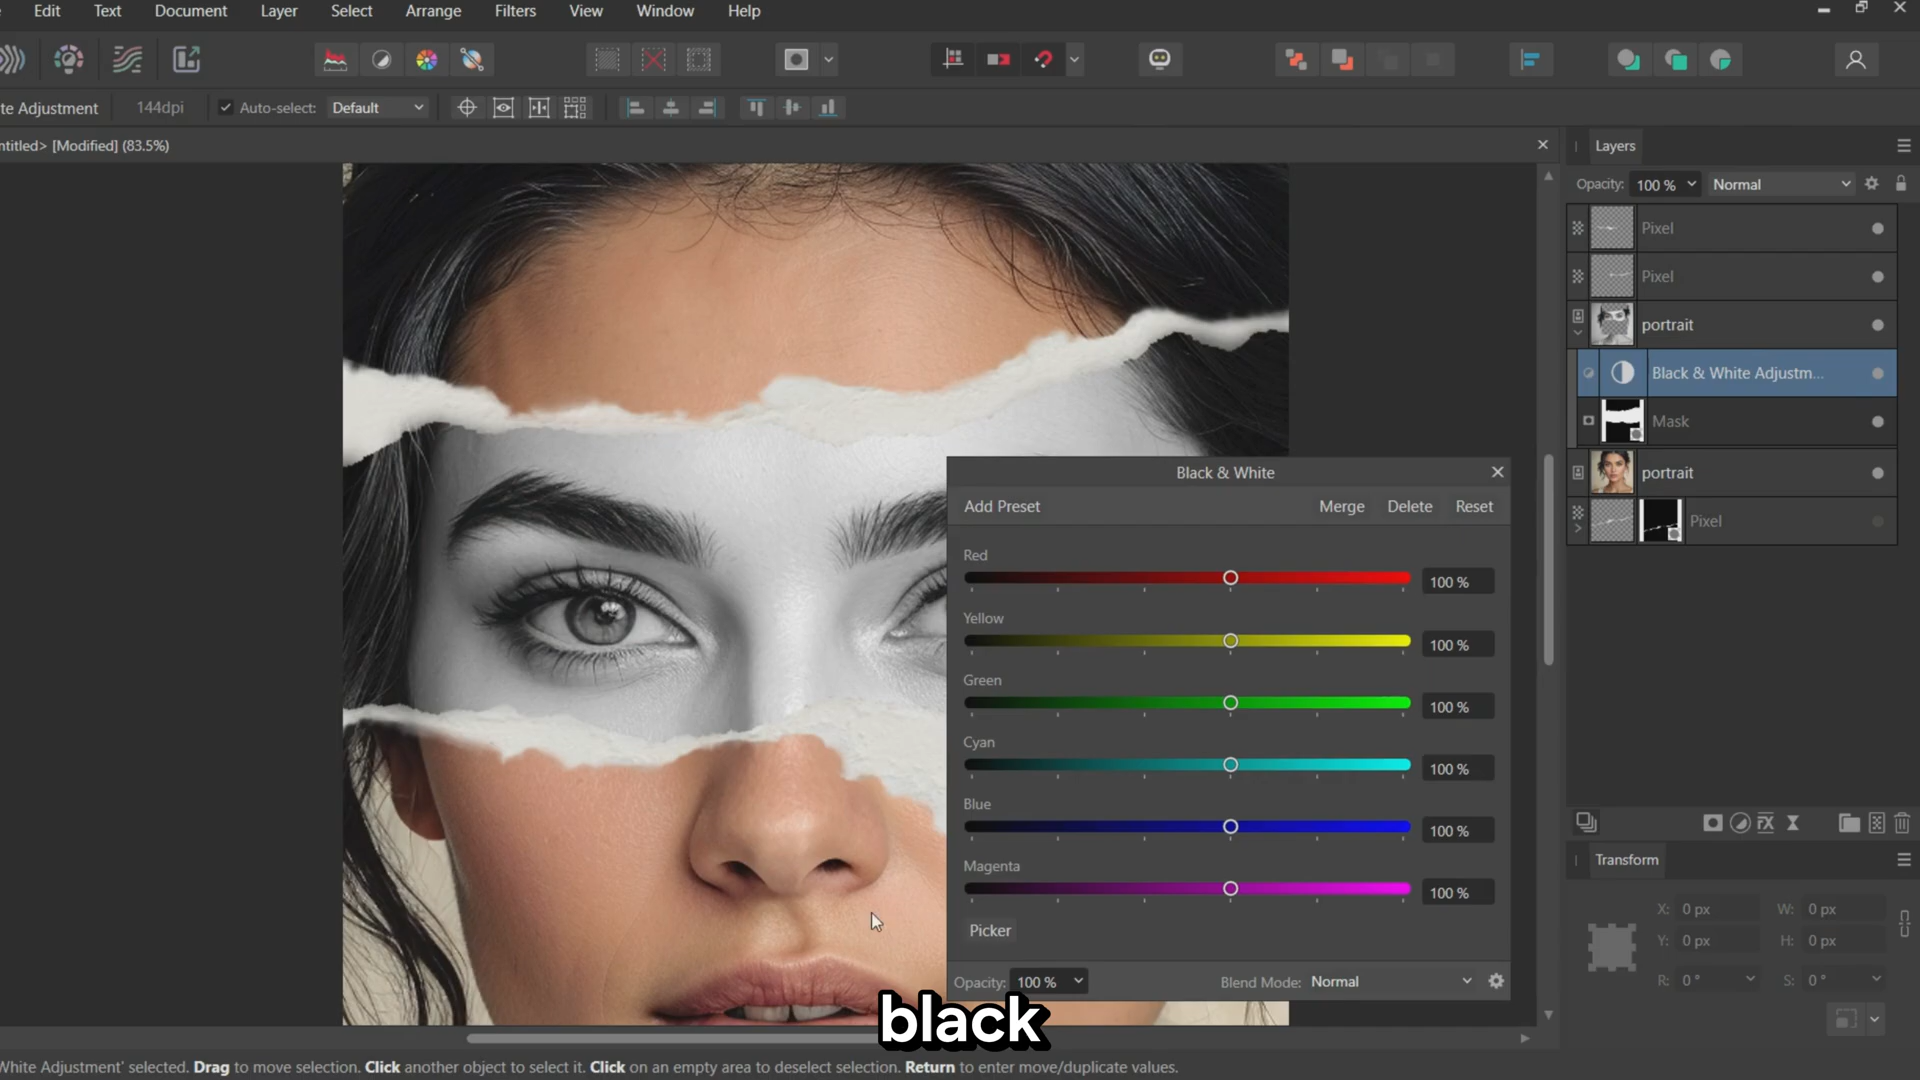 Edit Text Document Layer Select Arrange Filters View Window Help
te Adjustment 144dpi Auto-select: Default
ntitled> [Modified] (83.5%)
Layers
Opacity: 100 % Normal
Pixel
Pixel
portrait
Black & White Adjustm...
Mask
portrait
Pixel
Black & White
Add Preset Merge Delete Reset
Red
100 %
Yellow
100 %
Green
100 %
Cyan
100 %
Blue
100 %
Magenta
100 %
Picker
Opacity: 100 % Blend Mode: Normal
Transform
X: 0 px W: 0 px
Y: 0 px H: 0 px
R: 0 ° S: 0 °
black
White Adjustment' selected. Drag to move selection. Click another object to select it. Click on an empty area to deselect selection. Return to enter move/duplicate values.